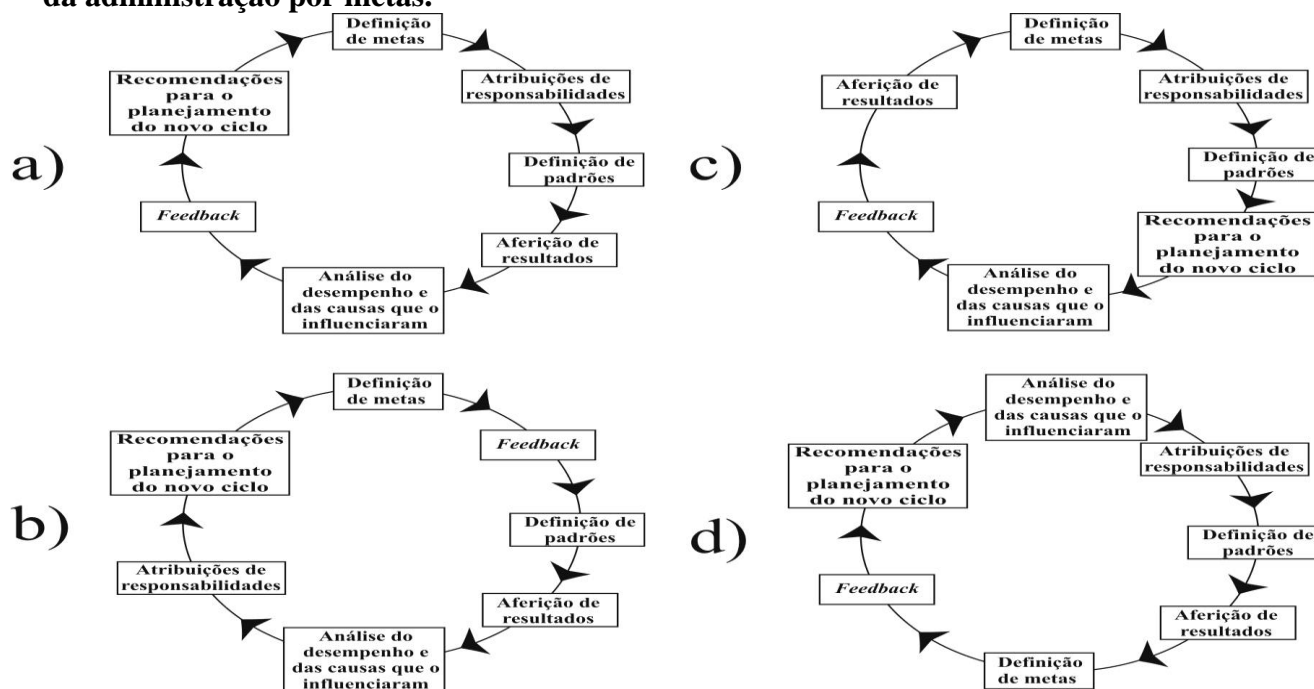 da administração por metas.
a)
Definição
de metas
Atribuições de
responsabilidades
Definição de
padrões
Aferição de
resultados
Análise do
desempenho e
das causas que o
influenciaram
Feedback
Recomendações
para o
planejamento
do novo ciclo
c)
Definição
de metas
Atribuições de
responsabilidades
Definição de
padrões
Recomendações
para o
planejamento
do novo ciclo
Análise do
desempenho e
das causas que o
influenciaram
Feedback
Aferição de
resultados
b)
Definição
de metas
Feedback
Definição de
padrões
Aferição de
resultados
Análise do
desempenho e
das causas que o
influenciaram
Atribuições de
responsabilidades
Recomendações
para o
planejamento
do novo ciclo
d)
Análise do
desempenho e
das causas que o
influenciaram
Atribuições de
responsabilidades
Definição de
padrões
Aferição de
resultados
Definição
de metas
Feedback
Recomendações
para o
planejamento
do novo ciclo